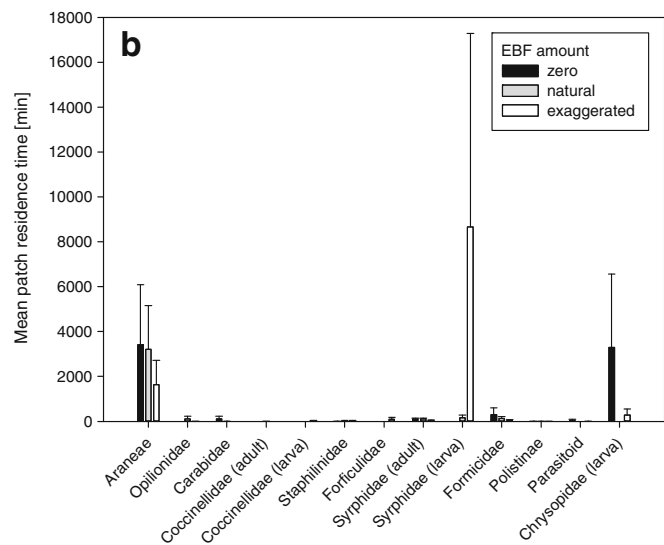 b
EBF amount
zero
natural
exaggerated
Mean patch residence time [min]
18000
16000
14000
12000
10000
8000
6000
4000
2000
0
Araneae
Opilionidae
Carabidae
Coccinellidae (adult)
Coccinellidae (larva)
Staphilinidae
Forficulidae
Syrphidae (adult)
Syrphidae (larva)
Formicidae
Polistinae
Parasitoid
Chrysopidae (larva)